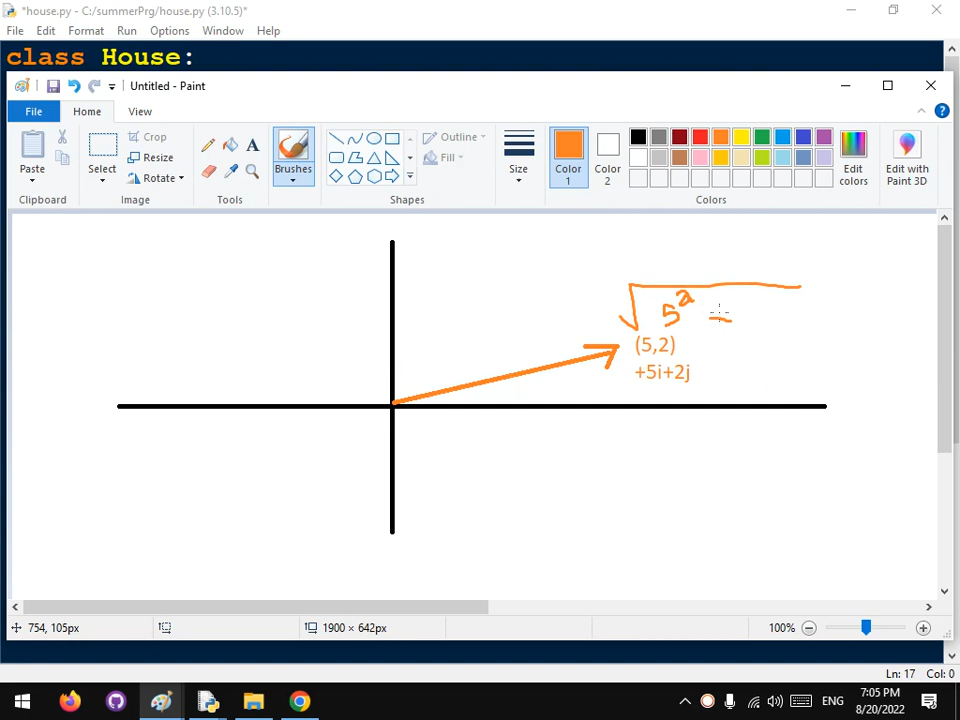 *house.py - C:/summerPrg/house.py (3.10.5)*
File Edit Format Run Options Window Help
class House:
Untitled - Paint
File Home View
Paste
Select
Crop
Resize
Rotate
A
Brushes
Outline
Fill
Size
Color 1
Color 2
Edit colors
Edit with Paint 3D
Clipboard Image Tools Shapes Colors
√ 5² =
(5,2)
+5i+2j
754, 105px
1900 × 642px
100%
Ln: 17 Col: 0
ENG
7:05 PM
8/20/2022